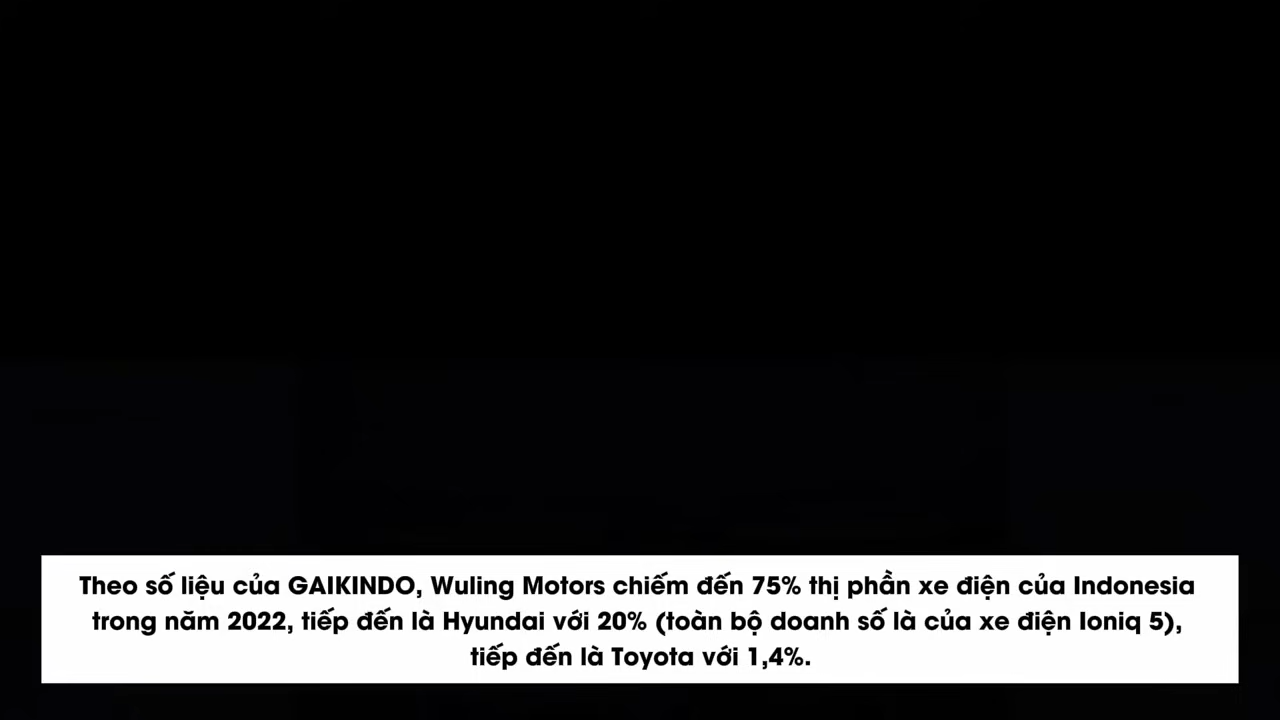 Theo số liệu của GAIKINDO, Wuling Motors chiếm đến 75% thị phần xe điện của Indonesia
trong năm 2022, tiếp đến là Hyundai với 20% (toàn bộ doanh số là của xe điện Ioniq 5),
tiếp đến là Toyota với 1,4%.